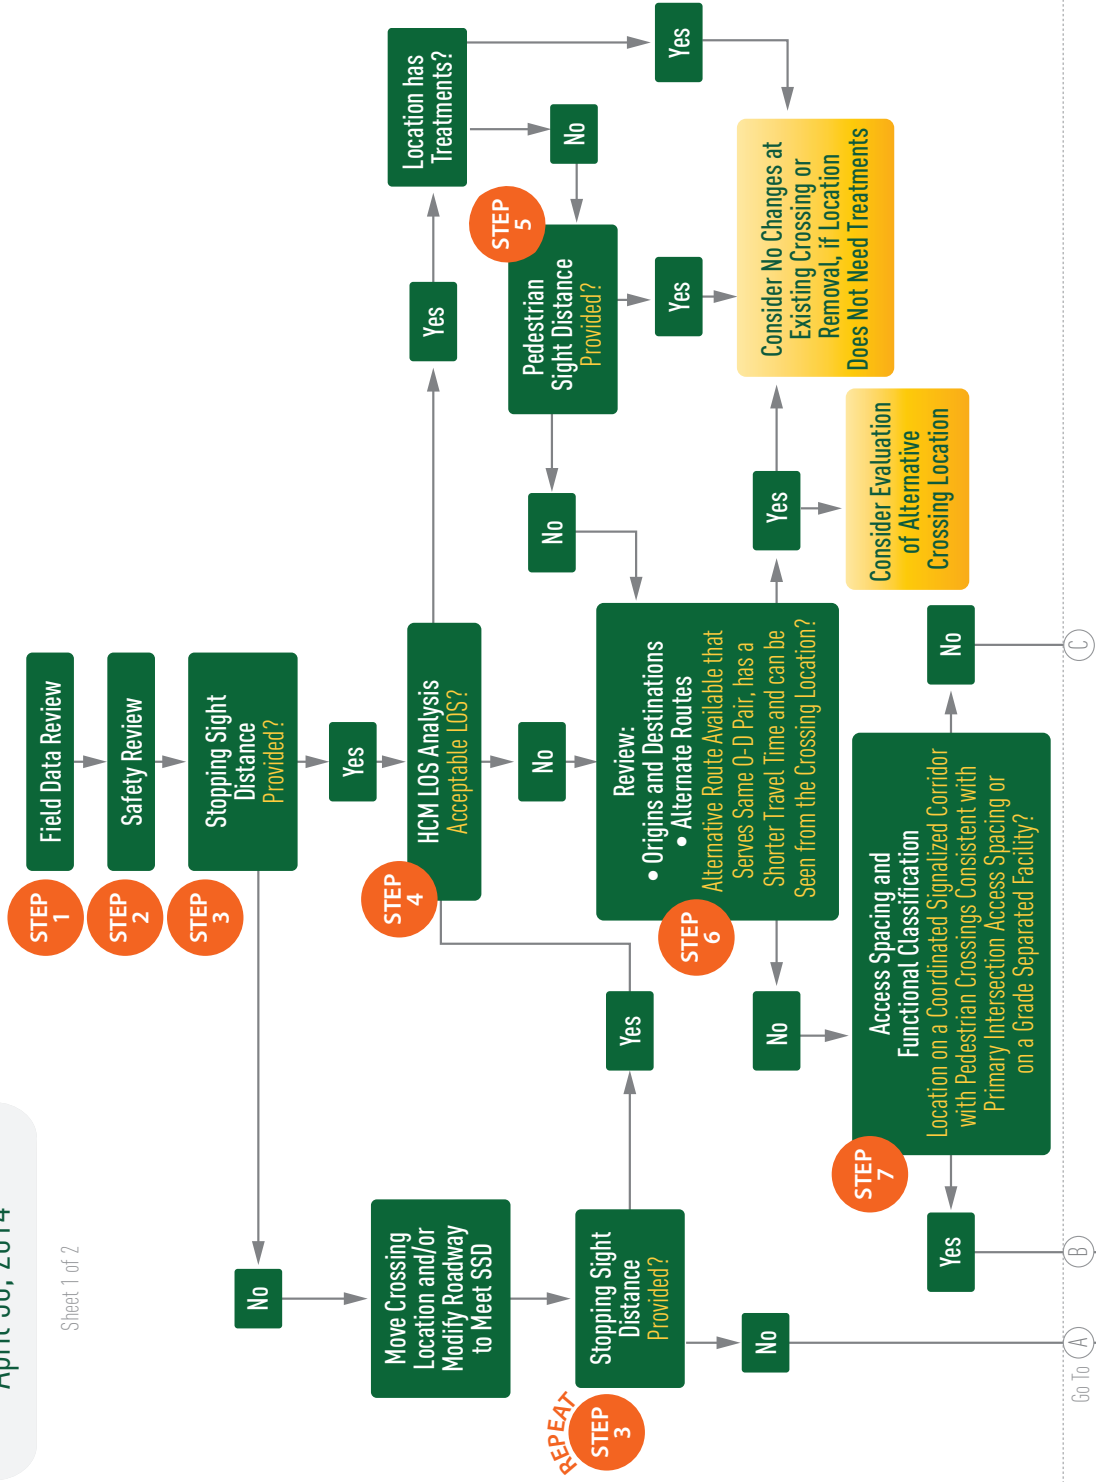 April 30, 2014
Sheet 1 of 2
STEP
1
Field Data Review
STEP
2
Safety Review
STEP
3
Stopping Sight
Distance
Provided?
No
Yes
Move Crossing
Location and/or
Modify Roadway
to Meet SSD
REPEAT
STEP
3
Stopping Sight
Distance
Provided?
Yes
No
STEP
4
HCM LOS Analysis
Acceptable LOS?
Yes
No
Location has
Treatments?
Yes
No
STEP
5
Pedestrian
Sight Distance
Provided?
Yes
No
STEP
6
Review:
• Origins and Destinations
• Alternate Routes
Alternative Route Available that
Serves Same O-D Pair, has a
Shorter Travel Time and can be
Seen from the Crossing Location?
Yes
No
Consider No Changes at
Existing Crossing or
Removal, if Location
Does Not Need Treatments
Consider Evaluation
of Alternative
Crossing Location
STEP
7
Access Spacing and
Functional Classification
Location on a Coordinated Signalized Corridor
with Pedestrian Crossings Consistent with
Primary Intersection Access Spacing or
on a Grade Separated Facility?
Yes
No
Go To A
B
C